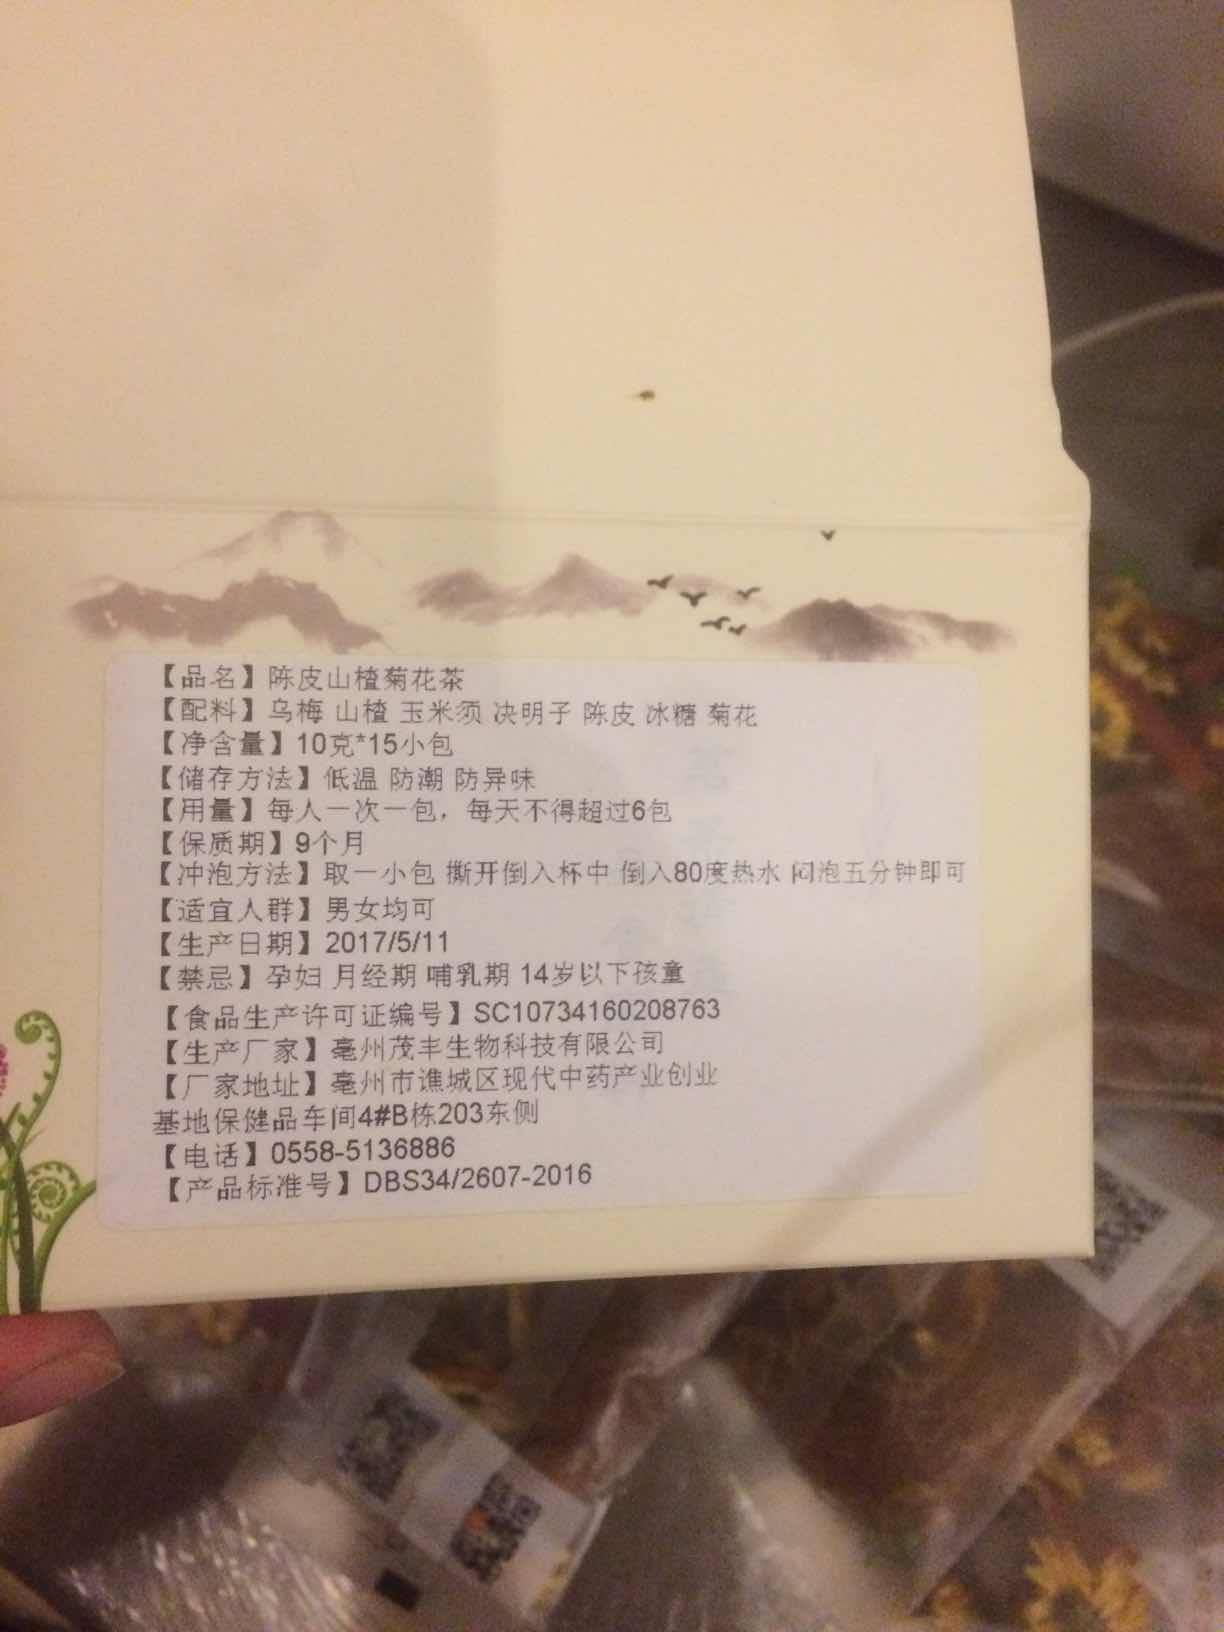 【品名】陈皮山楂菊花茶
【配料】乌梅 山楂 玉米须 决明子 陈皮 冰糖 菊花
【净含量】10克*15小包
【储存方法】低温 防潮 防异味
【用量】每人一次一包，每天不得超过6包
【保质期】9个月
【冲泡方法】取一小包 撕开倒入杯中 倒入80度热水 闷泡五分钟即可
【适宜人群】男女均可
【生产日期】2017/5/11
【禁忌】孕妇 月经期 哺乳期 14岁以下孩童
【食品生产许可证编号】SC10734160208763
【生产厂家】亳州茂丰生物科技有限公司
【厂家地址】亳州市谯城区现代中药产业创业
基地保健品车间4#B栋203东侧
【电话】0558-5136886
【产品标准号】DBS34/2607-2016